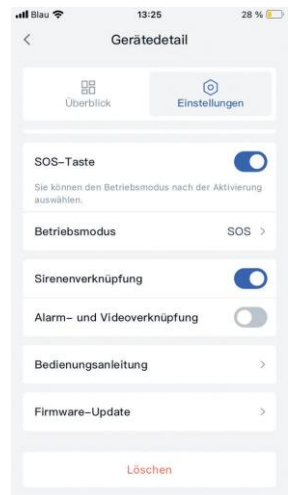 Blau 13:25 28 %
Gerätedetail
Überblick Einstellungen
SOS-Taste
Sie können den Betriebsmodus nach der Aktivierung
auswählen.
Betriebsmodus SOS
Sirenenverknüpfung
Alarm- und Videoverknüpfung
Bedienungsanleitung
Firmware-Update
Löschen